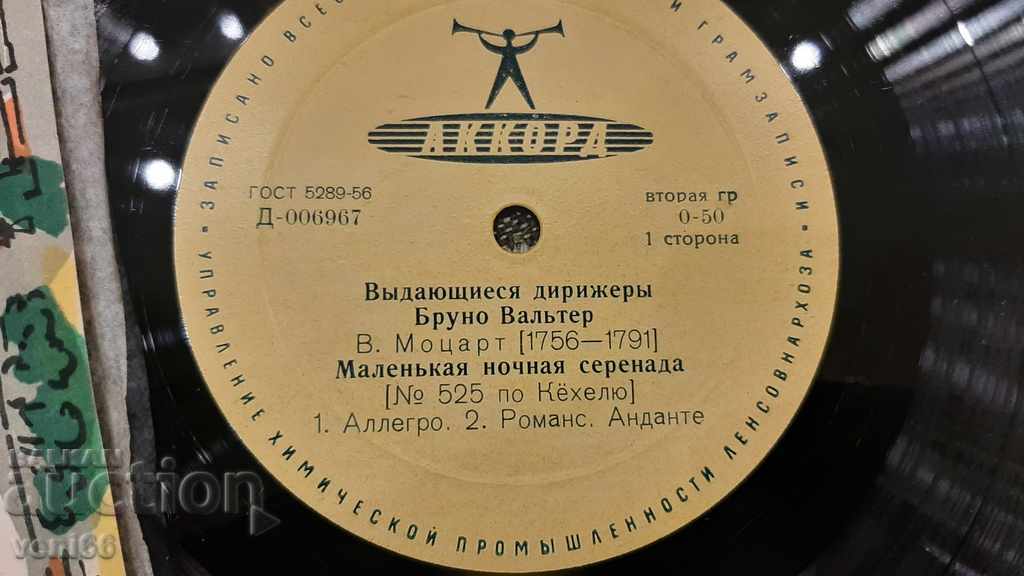 ЗАПИСАНО ВСЕС
И ГРАМЗАПИСИ
АККОРД
ГОСТ 5289-56
Д-006967
вторая гр
0-50
1 сторона
Выдающиеся дирижеры
Бруно Вальтер
В. Моцарт [1756—1791]
Маленькая ночная серенада
[№ 525 по Кёхелю]
1. Аллегро. 2. Романс. Анданте
УПРАВЛЕНИЕ ХИМИЧЕСКОЙ ПРОМЫШЛЕННОСТИ ЛЕНСОВНАРХОЗА
БАЛКАН
auction
veni66